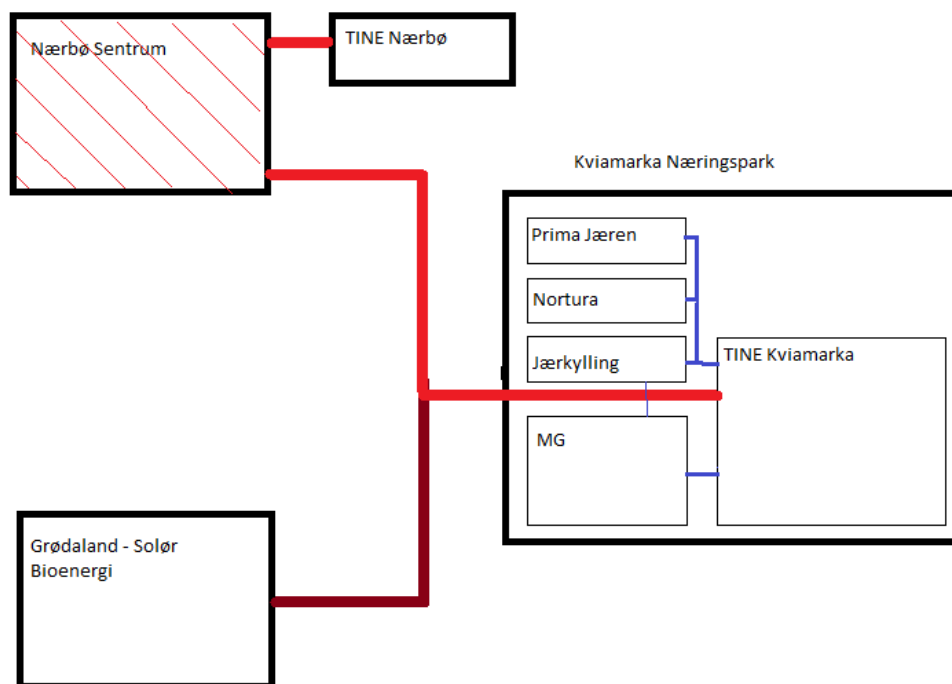 Nærbø Sentrum
TINE Nærbø
Kviamarka Næringspark
Prima Jæren
Nortura
Jærkylling
TINE Kviamarka
MG
Grødaland - Solør
Bioenergi